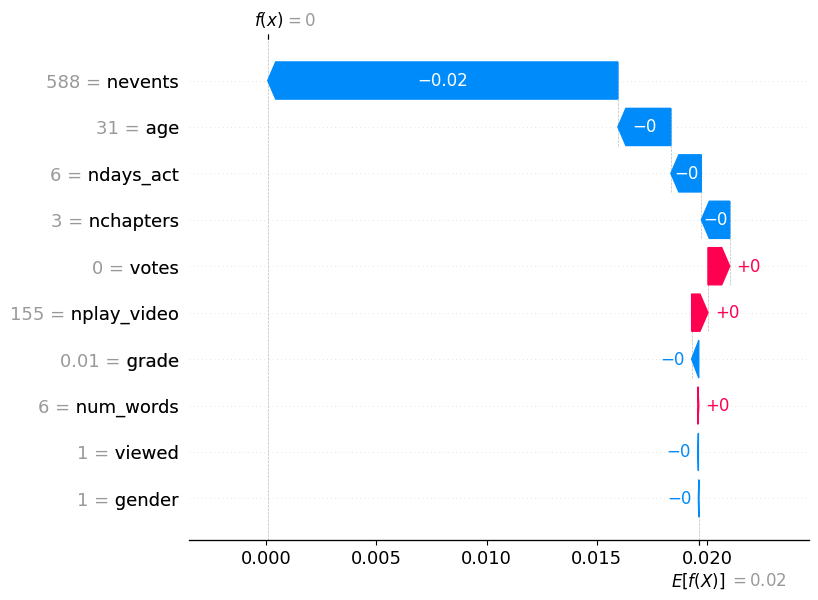 f(x) = 0
588 = nevents
−0.02
31 = age
−0
6 = ndays_act
−0
3 = nchapters
−0
0 = votes
+0
155 = nplay_video
+0
0.01 = grade
−0
6 = num_words
+0
1 = viewed
−0
1 = gender
−0
0.000 0.005 0.010 0.015 0.020
E[f(X)] = 0.02